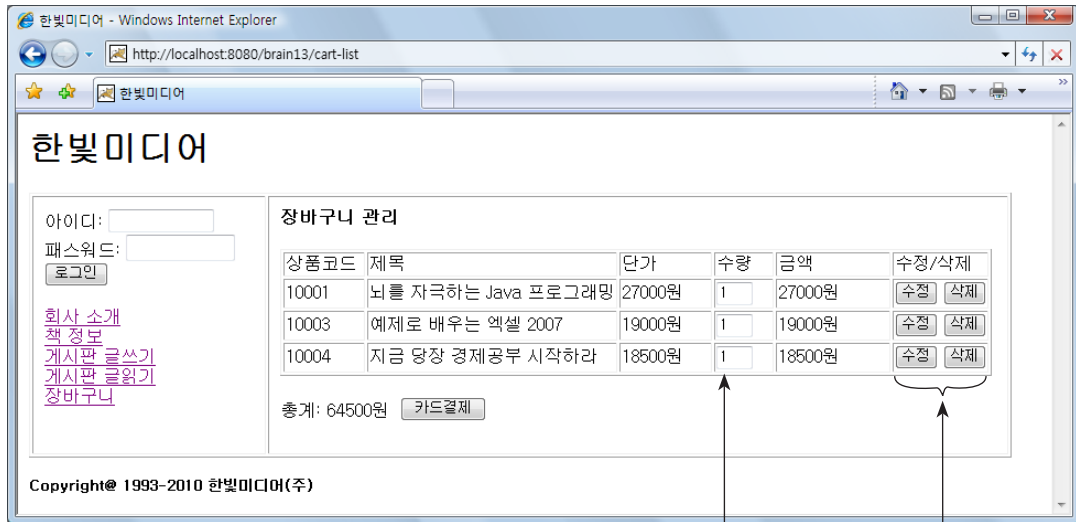 한빛미디어 - Windows Internet Explorer
http://localhost:8080/brain13/cart-list
한빛미디어
한빛미디어
아이디:
패스워드:
로그인
회사 소개
책 정보
게시판 글쓰기
게시판 글읽기
장바구니
장바구니 관리
상품코드 제목 단가 수량 금액 수정/삭제
10001 뇌를 자극하는 Java 프로그래밍 27000원 1 27000원 수정 삭제
10003 예제로 배우는 엑셀 2007 19000원 1 19000원 수정 삭제
10004 지금 당장 경제공부 시작하라 18500원 1 18500원 수정 삭제
총계: 64500원 카드결제
Copyright@ 1993-2010 한빛미디어(주)